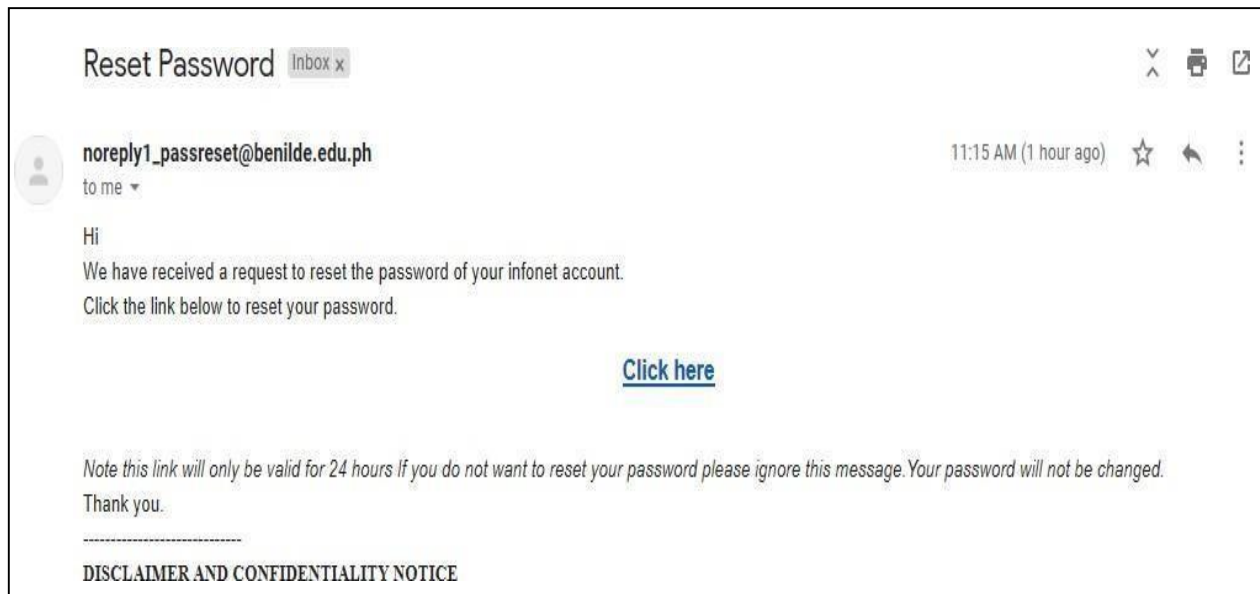 Reset Password Inbox x
noreply1_passreset@benilde.edu.ph 11:15 AM (1 hour ago)
to me
Hi
We have received a request to reset the password of your infonet account.
Click the link below to reset your password.
Click here
Note this link will only be valid for 24 hours If you do not want to reset your password please ignore this message.Your password will not be changed.
Thank you.
-----------------------------
DISCLAIMER AND CONFIDENTIALITY NOTICE